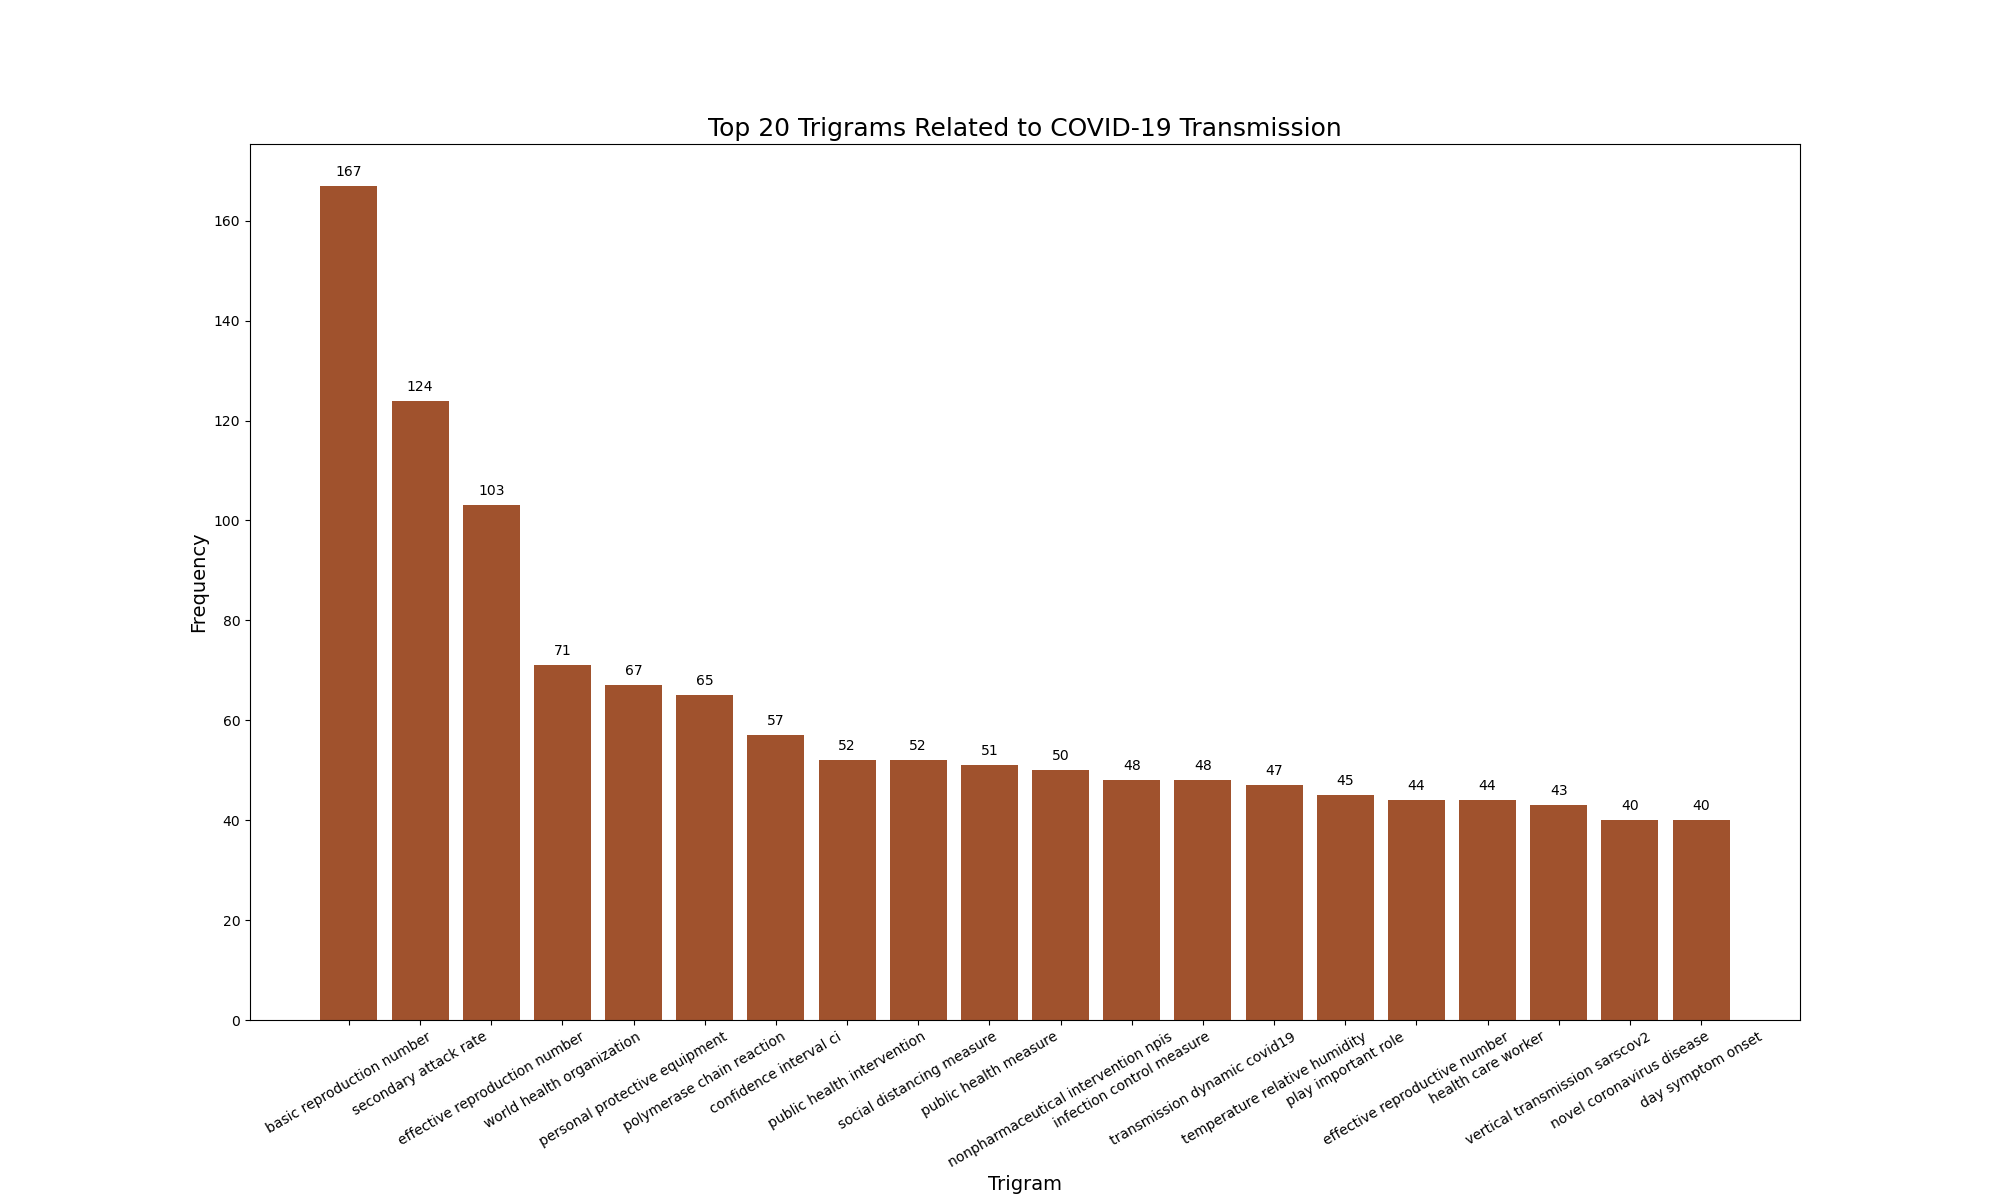 Top 20 Trigrams Related to COVID-19 Transmission
167
124
103
71
67
65
57
52
52
51
50
48
48
47
45
44
44
43
40
40
160
140
120
100
80
60
40
20
0
Frequency
basic reproduction number
secondary attack rate
effective reproduction number
world health organization
personal protective equipment
polymerase chain reaction
confidence interval ci
public health intervention
social distancing measure
public health measure
nonpharmaceutical intervention npis
infection control measure
transmission dynamic covid19
temperature relative humidity
play important role
effective reproductive number
health care worker
vertical transmission sarscov2
novel coronavirus disease
day symptom onset
Trigram